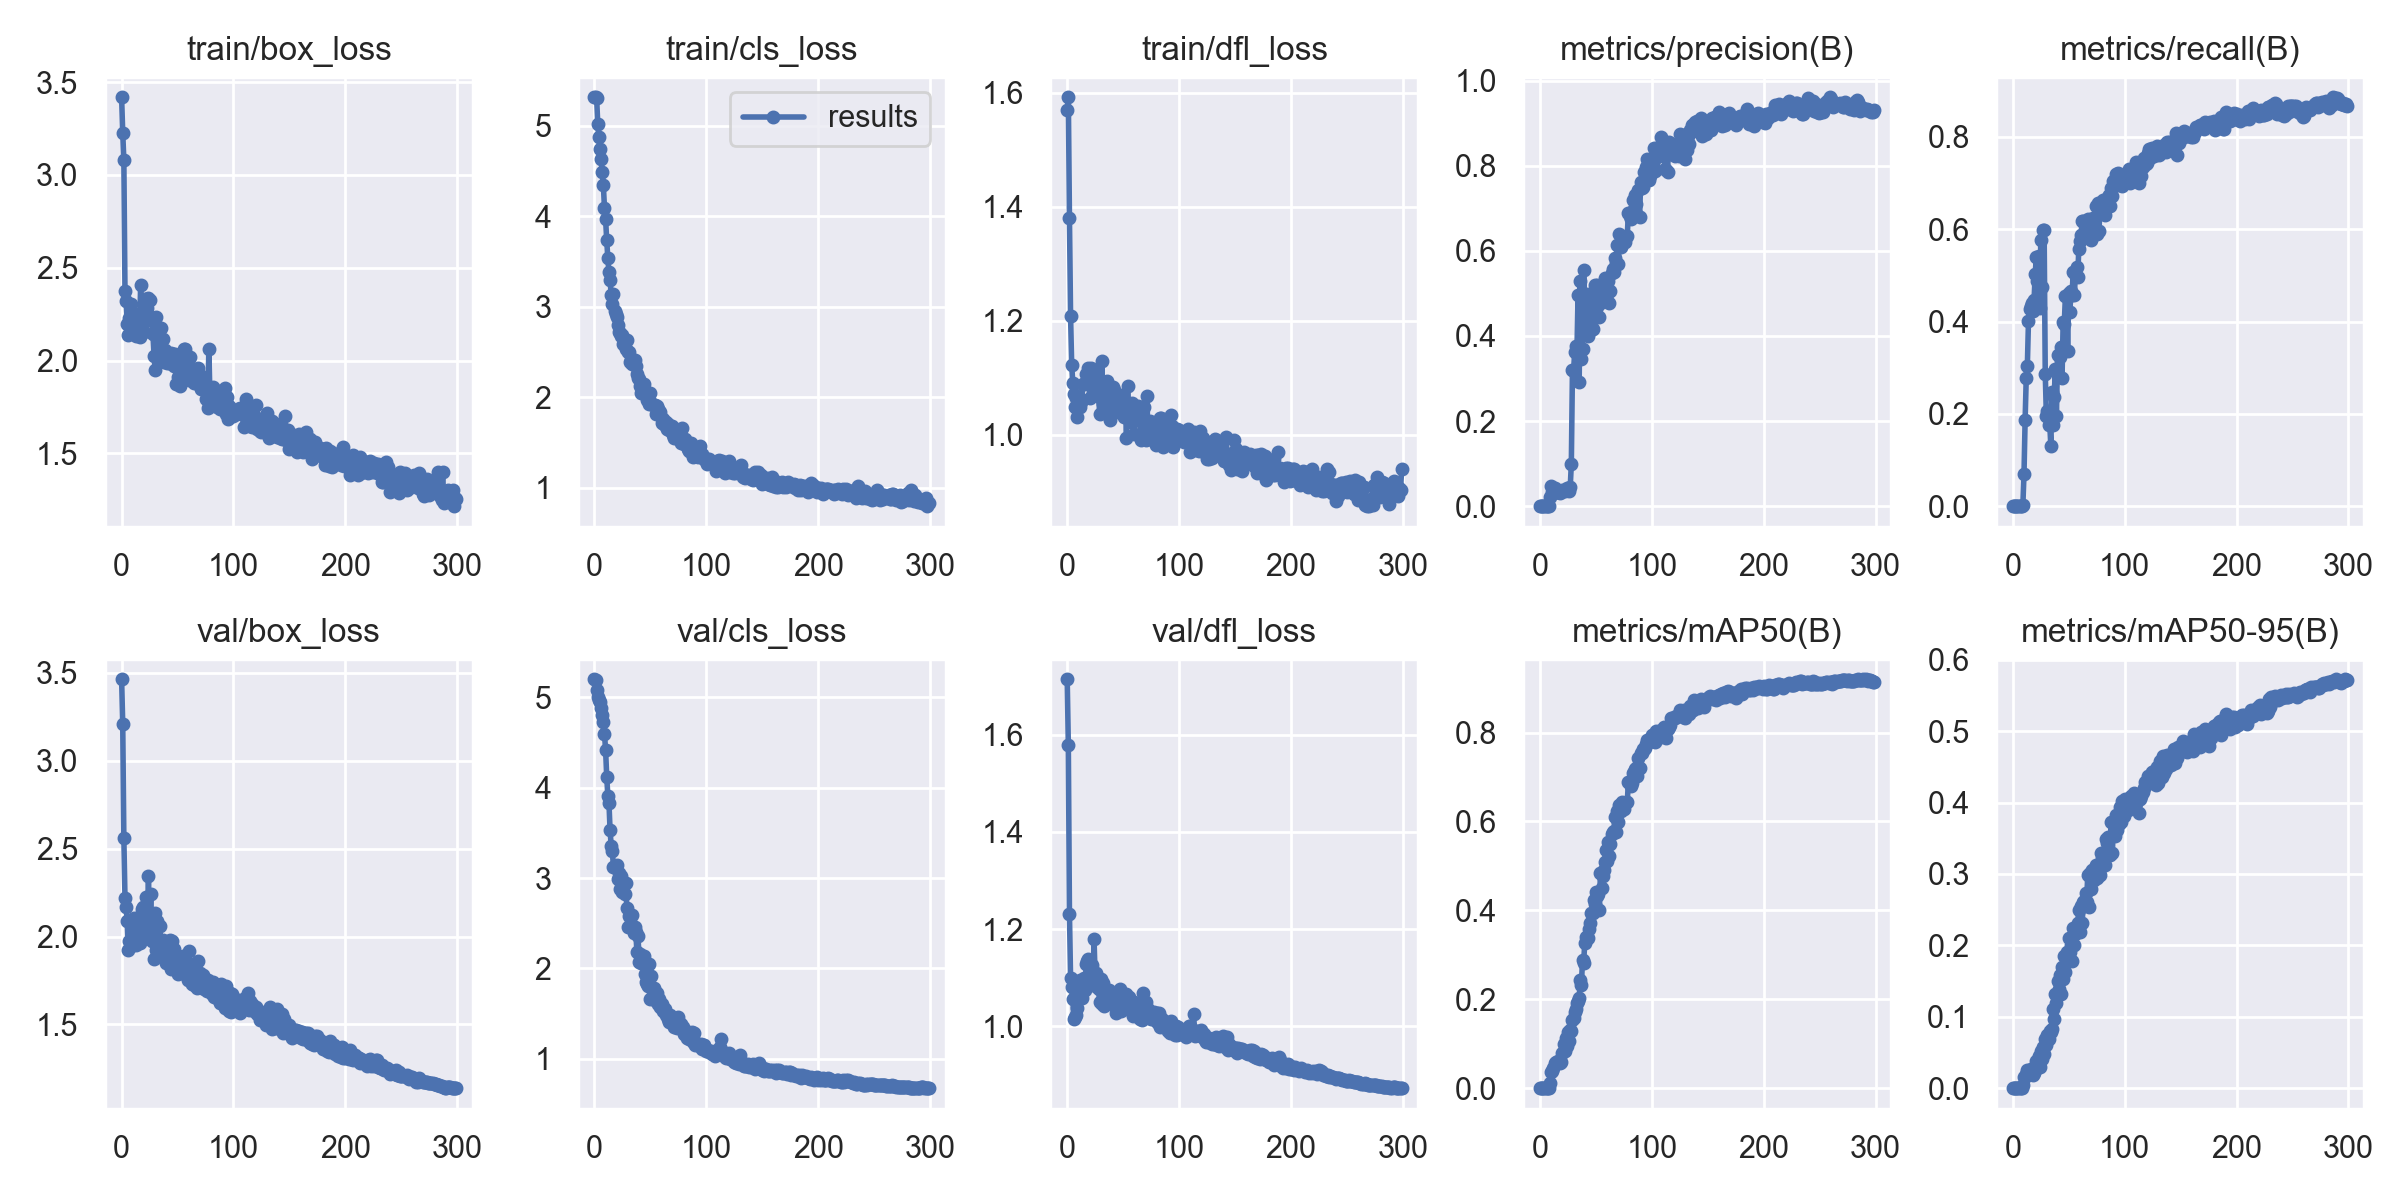 train/box_loss
train/cls_loss
train/dfl_loss
metrics/precision(B)
metrics/recall(B)
3.5
3.0
2.5
2.0
1.5
0 100 200 300
results
5
4
3
2
1
0 100 200 300
1.6
1.4
1.2
1.0
0 100 200 300
1.0
0.8
0.6
0.4
0.2
0.0
0 100 200 300
0.8
0.6
0.4
0.2
0.0
0 100 200 300
val/box_loss
val/cls_loss
val/dfl_loss
metrics/mAP50(B)
metrics/mAP50-95(B)
3.5
3.0
2.5
2.0
1.5
0 100 200 300
5
4
3
2
1
0 100 200 300
1.6
1.4
1.2
1.0
0 100 200 300
0.8
0.6
0.4
0.2
0.0
0 100 200 300
0.6
0.5
0.4
0.3
0.2
0.1
0.0
0 100 200 300